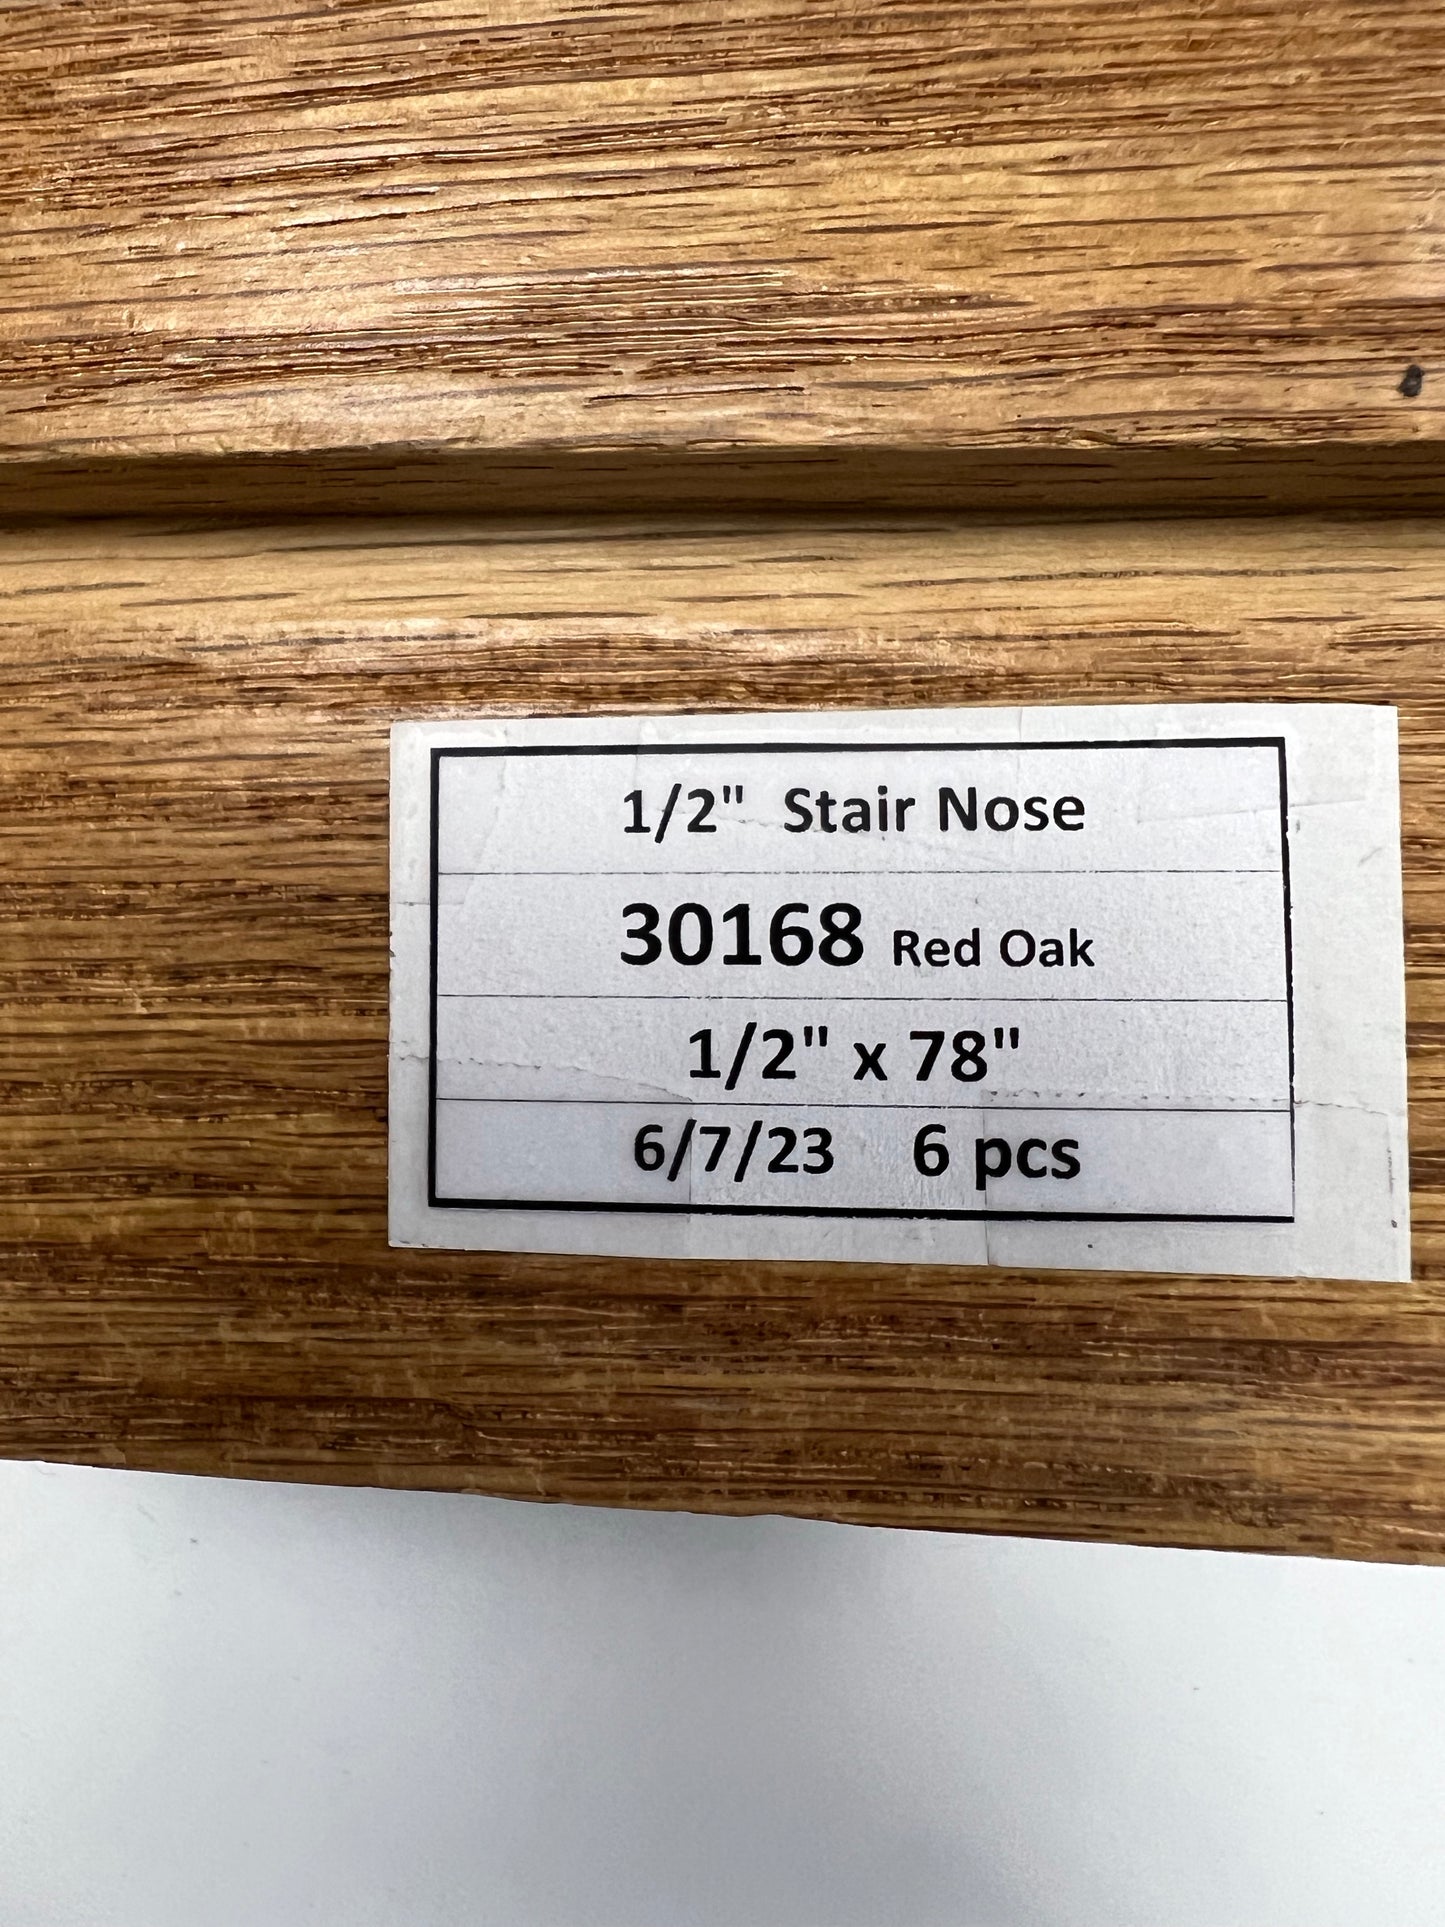 1/2" Stair Nose
30168 Red Oak
1/2" x 78"
6/7/23 6 pcs